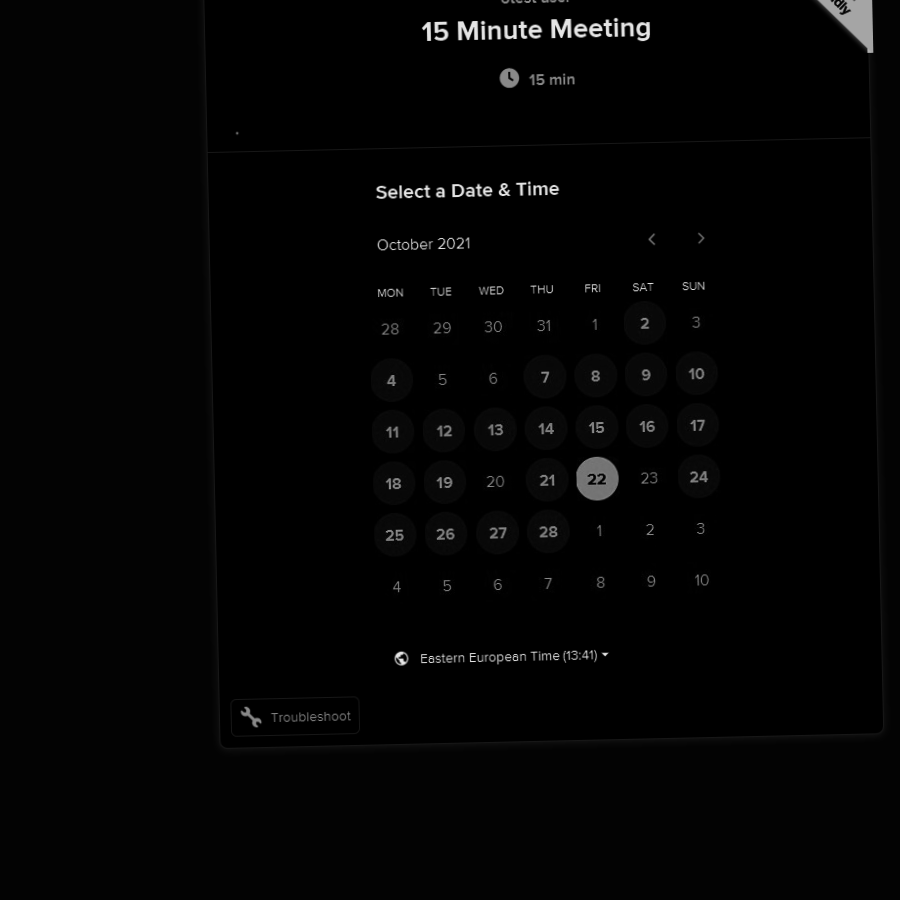 15 Minute Meeting
15 min
Select a Date & Time
October 2021
MON TUE WED THU FRI SAT SUN
28 29 30 31 1 2 3
4 5 6 7 8 9 10
11 12 13 14 15 16 17
18 19 20 21 22 23 24
25 26 27 28 1 2 3
4 5 6 7 8 9 10
Eastern European Time (13:41)
Troubleshoot